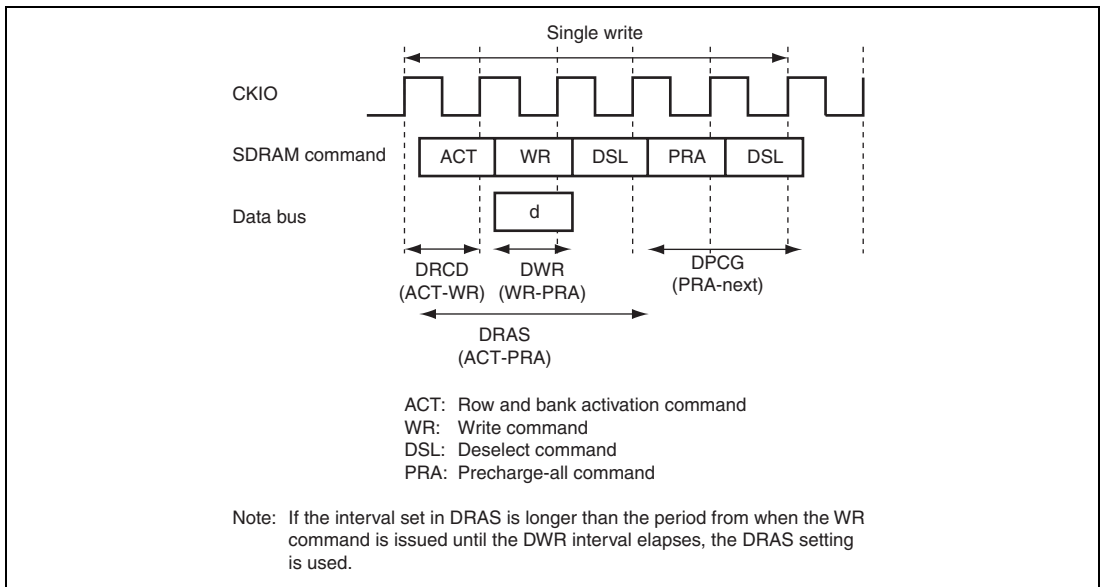 Single write
CKIO
SDRAM command
ACT WR DSL PRA DSL
Data bus
d
DRCD
(ACT-WR)
DWR
(WR-PRA)
DPCG
(PRA-next)
DRAS
(ACT-PRA)
ACT: Row and bank activation command
WR: Write command
DSL: Deselect command
PRA: Precharge-all command
Note: If the interval set in DRAS is longer than the period from when the WR
command is issued until the DWR interval elapses, the DRAS setting
is used.